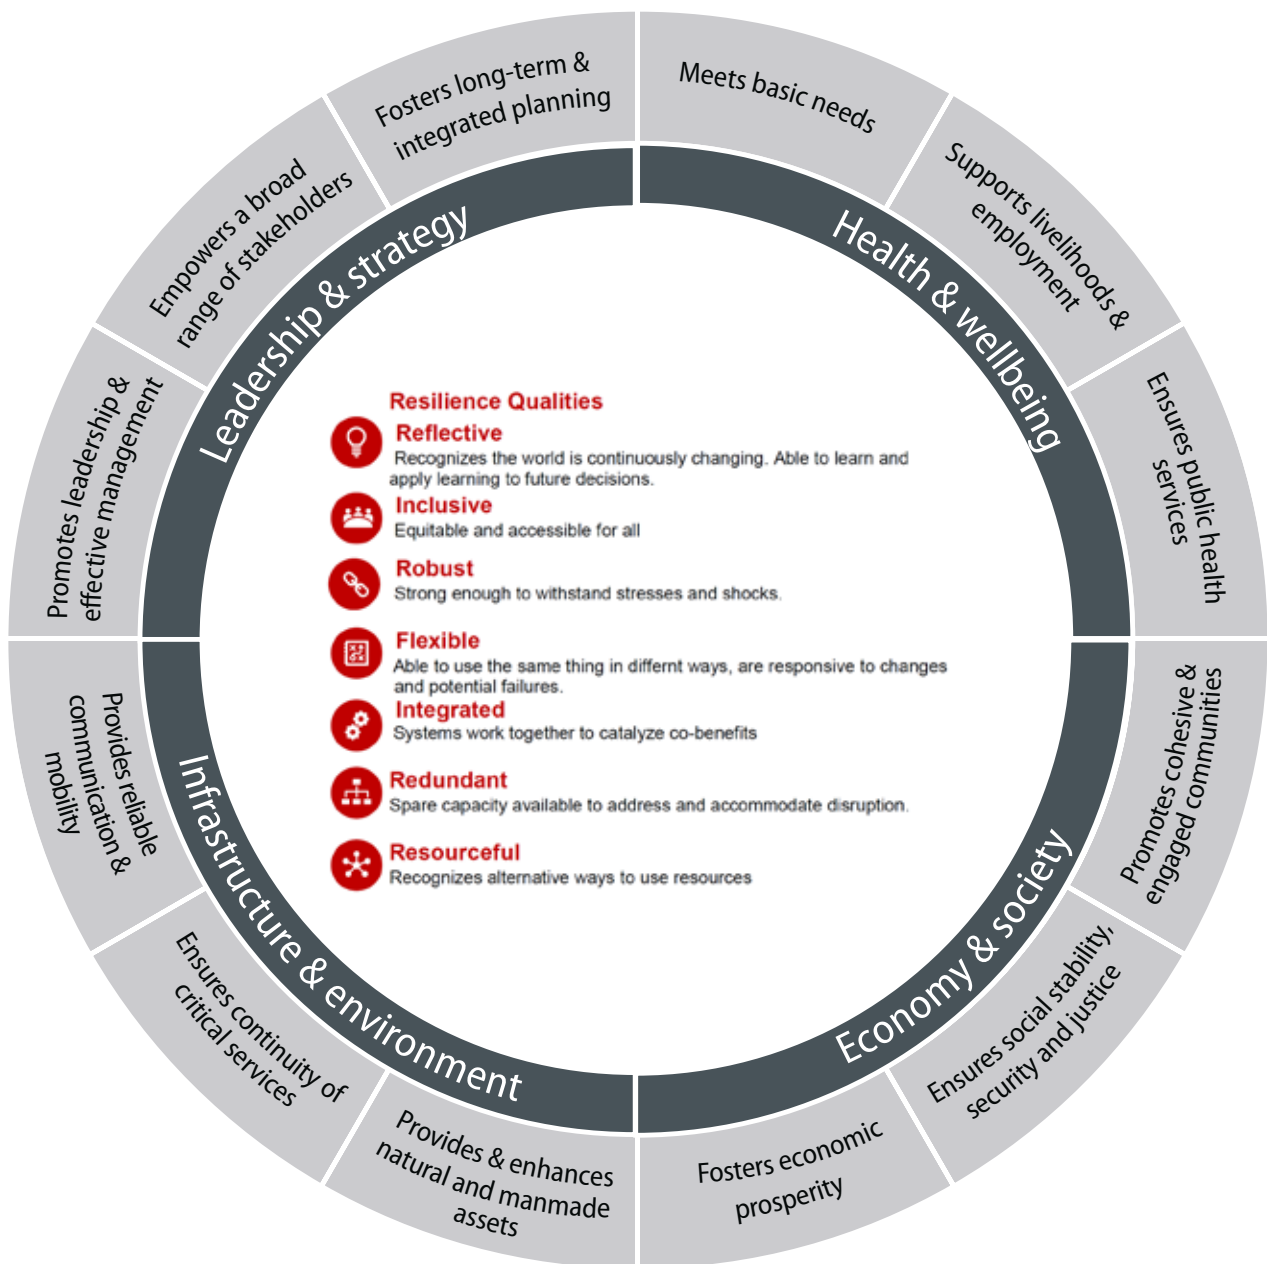 Fosters long-term &
integrated planning
Meets basic needs
Supports livelihoods &
employment
Ensures public health
services
Promotes cohesive &
engaged communities
Ensures social stability,
security and justice
Fosters economic
prosperity
Provides & enhances
natural and manmade
assets
Ensures continuity of
critical services
Provides reliable
communication &
mobility
Promotes leadership &
effective management
Empowers a broad
range of stakeholders
Leadership & strategy
Health & wellbeing
Economy & society
Infrastructure & environment
Resilience Qualities
Reflective
Recognizes the world is continuously changing. Able to learn and
apply learning to future decisions.
Inclusive
Equitable and accessible for all
Robust
Strong enough to withstand stresses and shocks.
Flexible
Able to use the same thing in differnt ways, are responsive to changes
and potential failures.
Integrated
Systems work together to catalyze co-benefits
Redundant
Spare capacity available to address and accommodate disruption.
Resourceful
Recognizes alternative ways to use resources